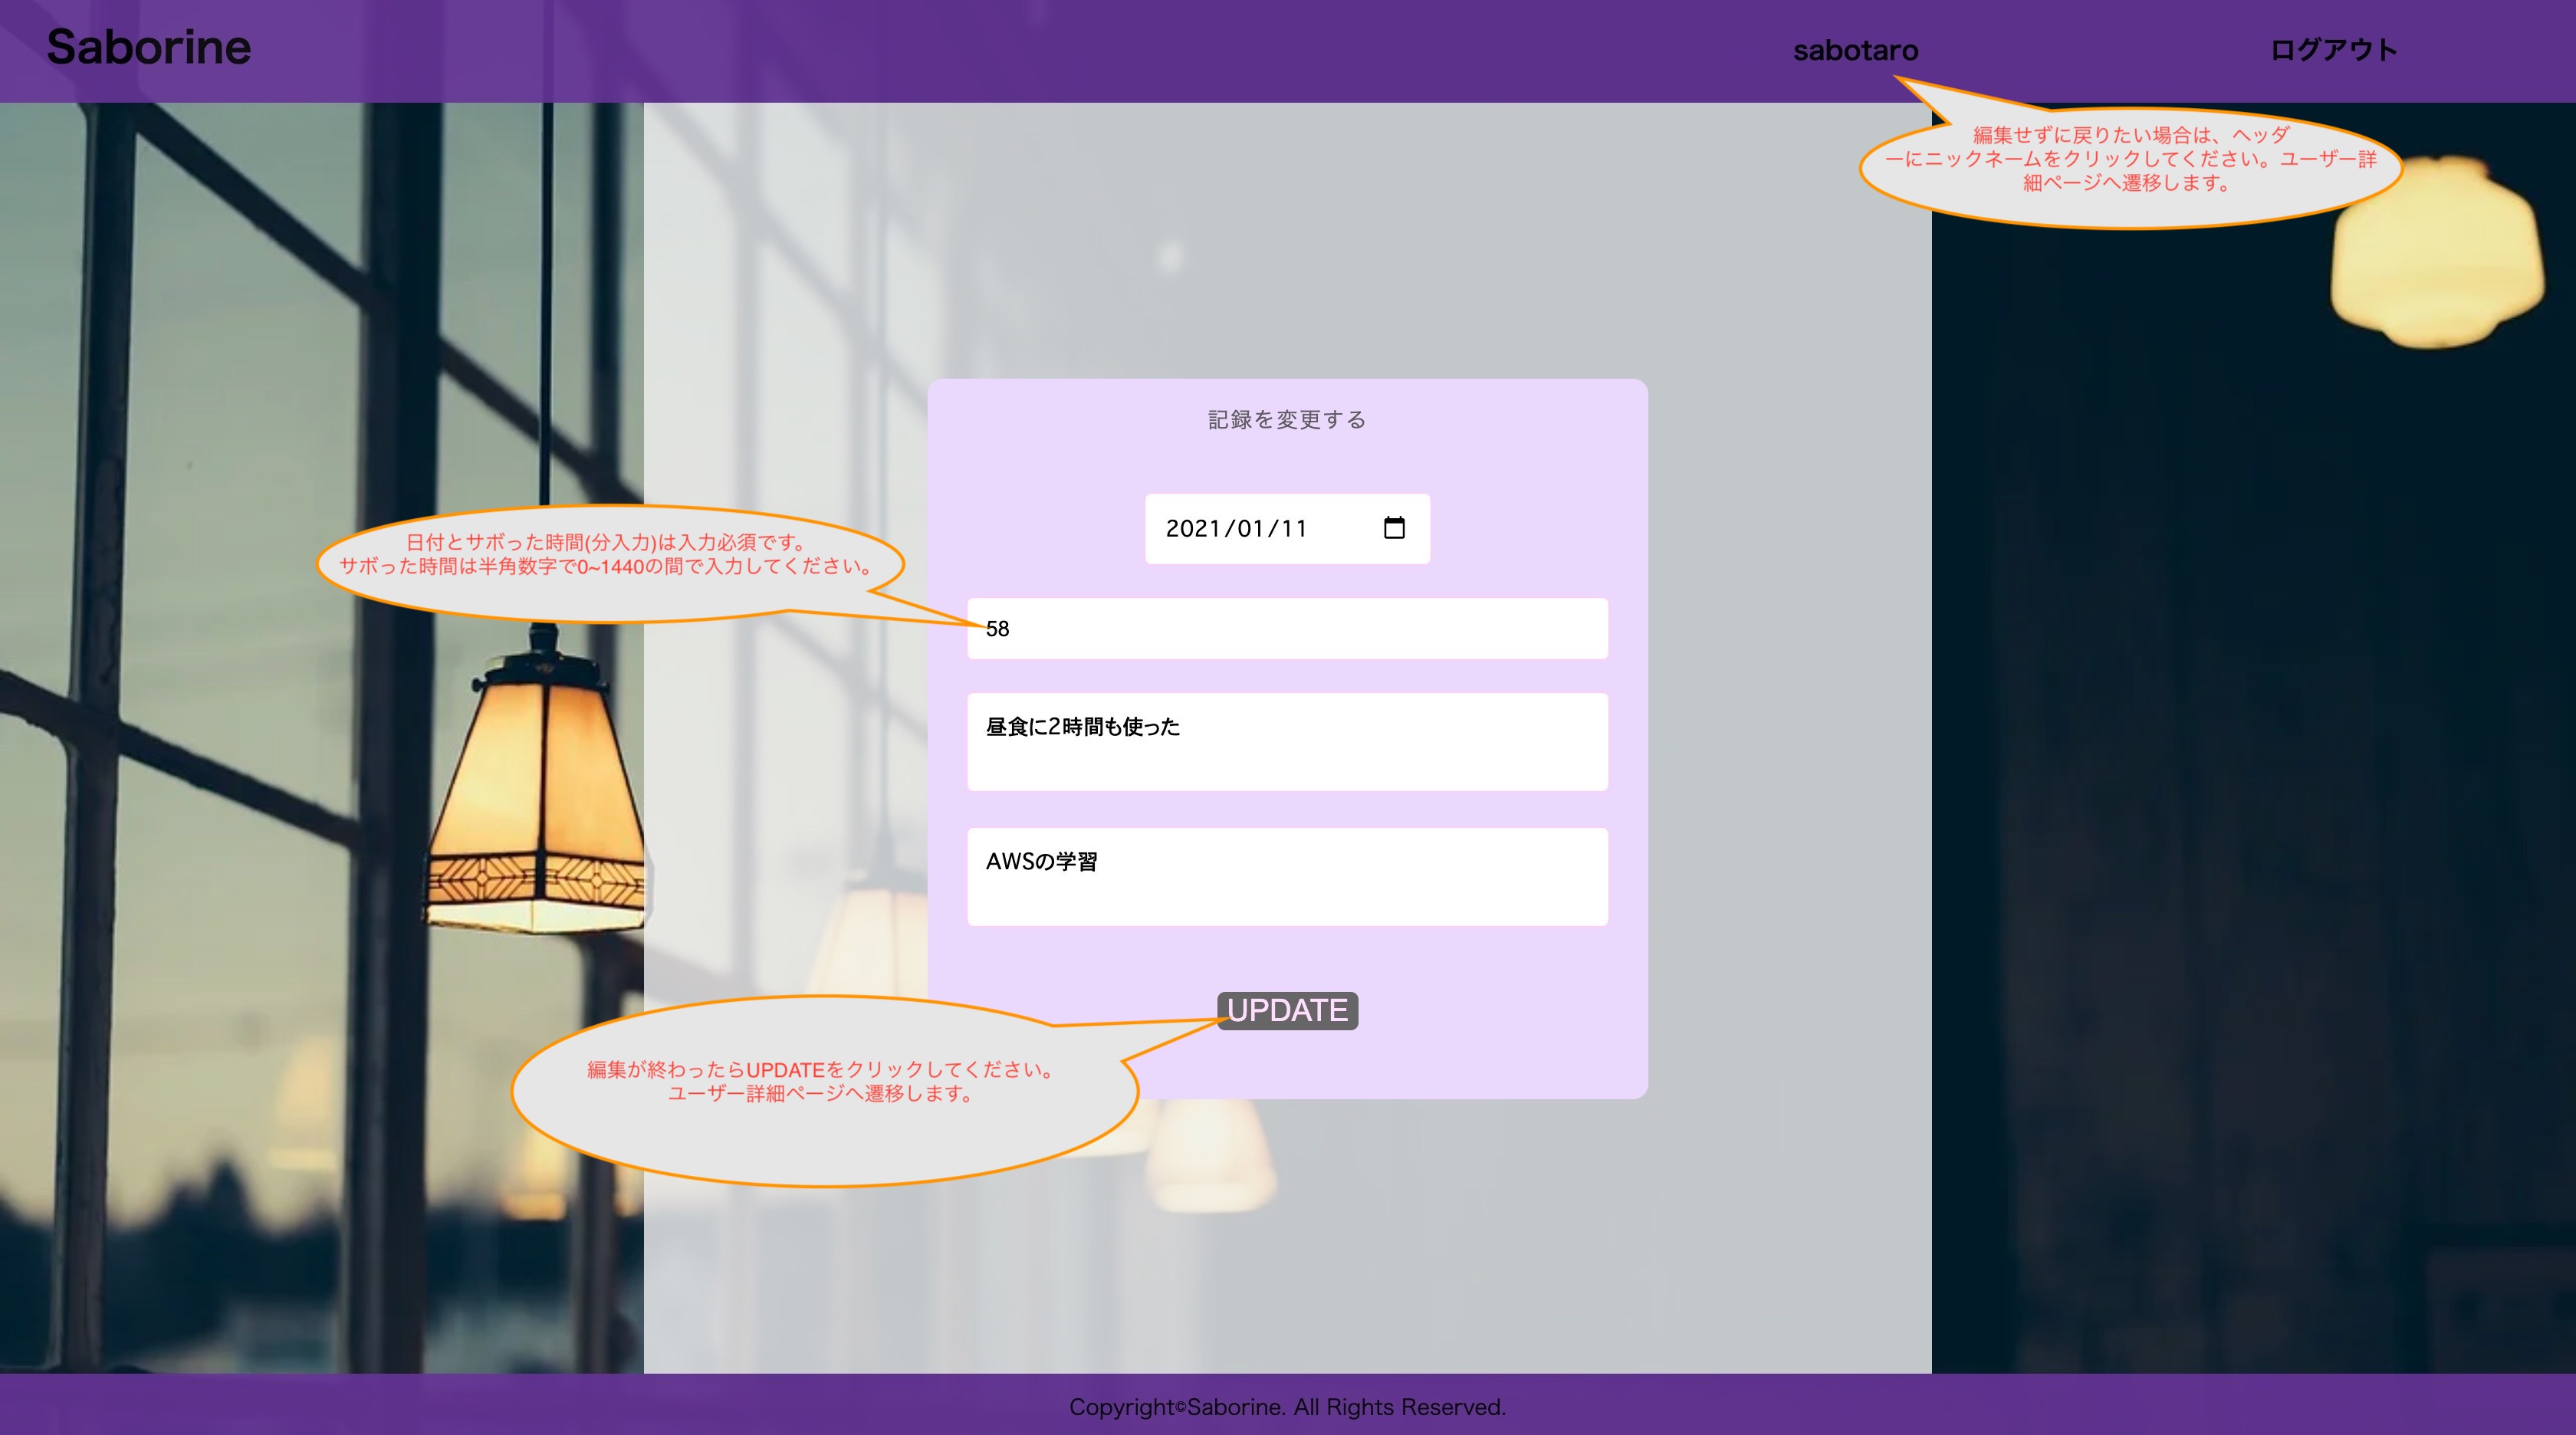 Saborine
sabotaro
ログアウト
編集せずに戻りたい場合は、ヘッダ
ーにニックネームをクリックしてください。ユーザー詳
細ページへ遷移します。
記録を変更する
2021/01/11
日付とサボった時間(分入力)は入力必須です。
サボった時間は半角数字で0~1440の間で入力してください。
58
昼食に2時間も使った
AWSの学習
UPDATE
編集が終わったらUPDATEをクリックしてください。
ユーザー詳細ページへ遷移します。
Copyright©Saborine. All Rights Reserved.